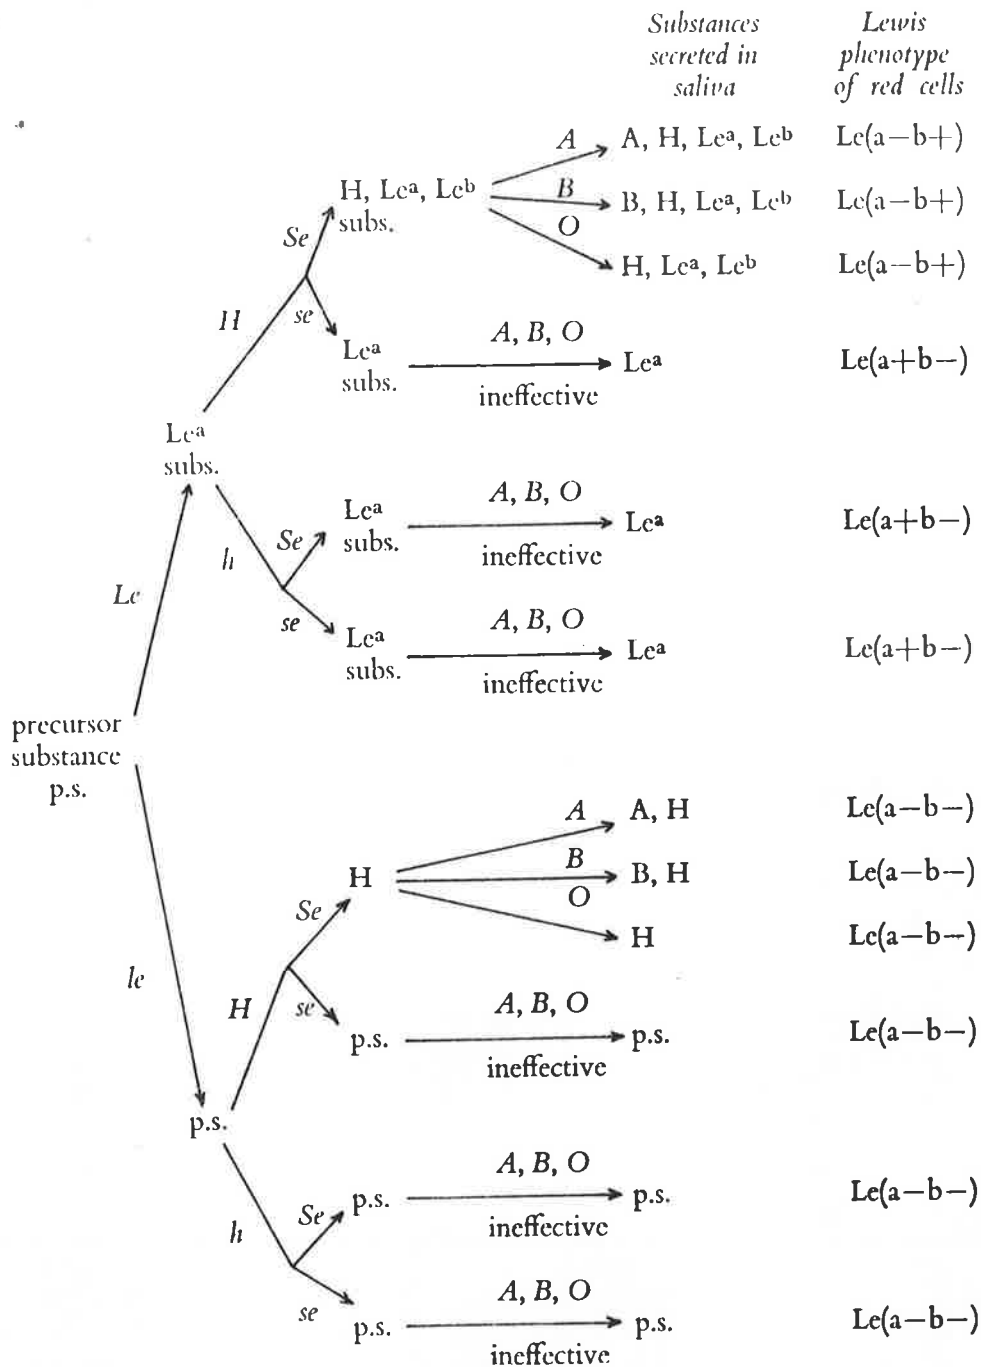 Substances secreted in saliva
Lewis phenotype of red cells
A
A, H, Leᵃ, Leᵇ
Le(a−b+)
H, Leᵃ, Leᵇ subs.
B
B, H, Leᵃ, Leᵇ
Le(a−b+)
Se
O
H, Leᵃ, Leᵇ
Le(a−b+)
H
se
Leᵃ subs.
A, B, O
ineffective
Leᵃ
Le(a+b−)
Leᵃ
subs.
Le
h
Se
Leᵃ
subs.
A, B, O
ineffective
Leᵃ
Le(a+b−)
se
Leᵃ
subs.
A, B, O
ineffective
Leᵃ
Le(a+b−)
precursor
substance
p.s.
A
A, H
Le(a−b−)
H
B
B, H
Le(a−b−)
Se
O
H
Le(a−b−)
le
H
se
p.s.
A, B, O
ineffective
p.s.
Le(a−b−)
p.s.
h
Se
p.s.
A, B, O
ineffective
p.s.
Le(a−b−)
se
p.s.
A, B, O
ineffective
p.s.
Le(a−b−)